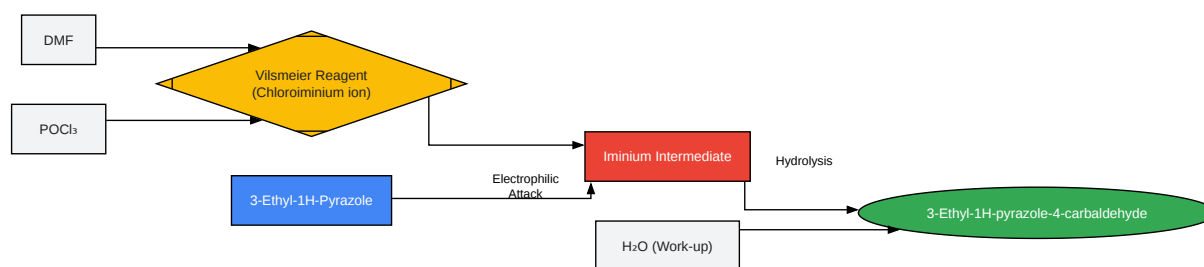 DMF
Vilsmeier Reagent
(Chloroiminium ion)
POCl₃
Iminium Intermediate
Hydrolysis
Electrophilic
Attack
3-Ethyl-1H-Pyrazole
3-Ethyl-1H-pyrazole-4-carbaldehyde
H₂O (Work-up)